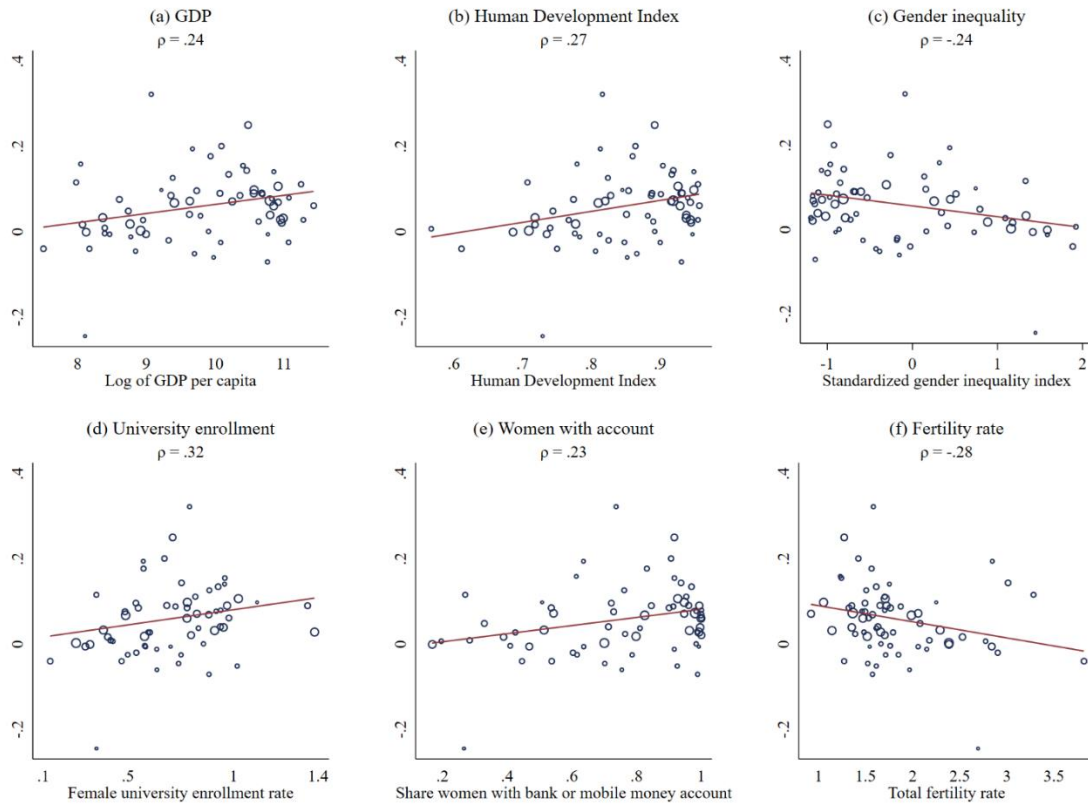 (a) GDP
ρ = .24
.4
.2
0
-.2
8 9 10 11
Log of GDP per capita
(b) Human Development Index
ρ = .27
.4
.2
0
-.2
.6 .7 .8 .9
Human Development Index
(c) Gender inequality
ρ = -.24
.4
.2
0
-.2
-1 0 1 2
Standardized gender inequality index
(d) University enrollment
ρ = .32
.4
.2
0
-.2
.1 .5 1 1.4
Female university enrollment rate
(e) Women with account
ρ = .23
.4
.2
0
-.2
.2 .4 .6 .8 1
Share women with bank or mobile money account
(f) Fertility rate
ρ = -.28
.4
.2
0
-.2
1 1.5 2 2.5 3 3.5
Total fertility rate